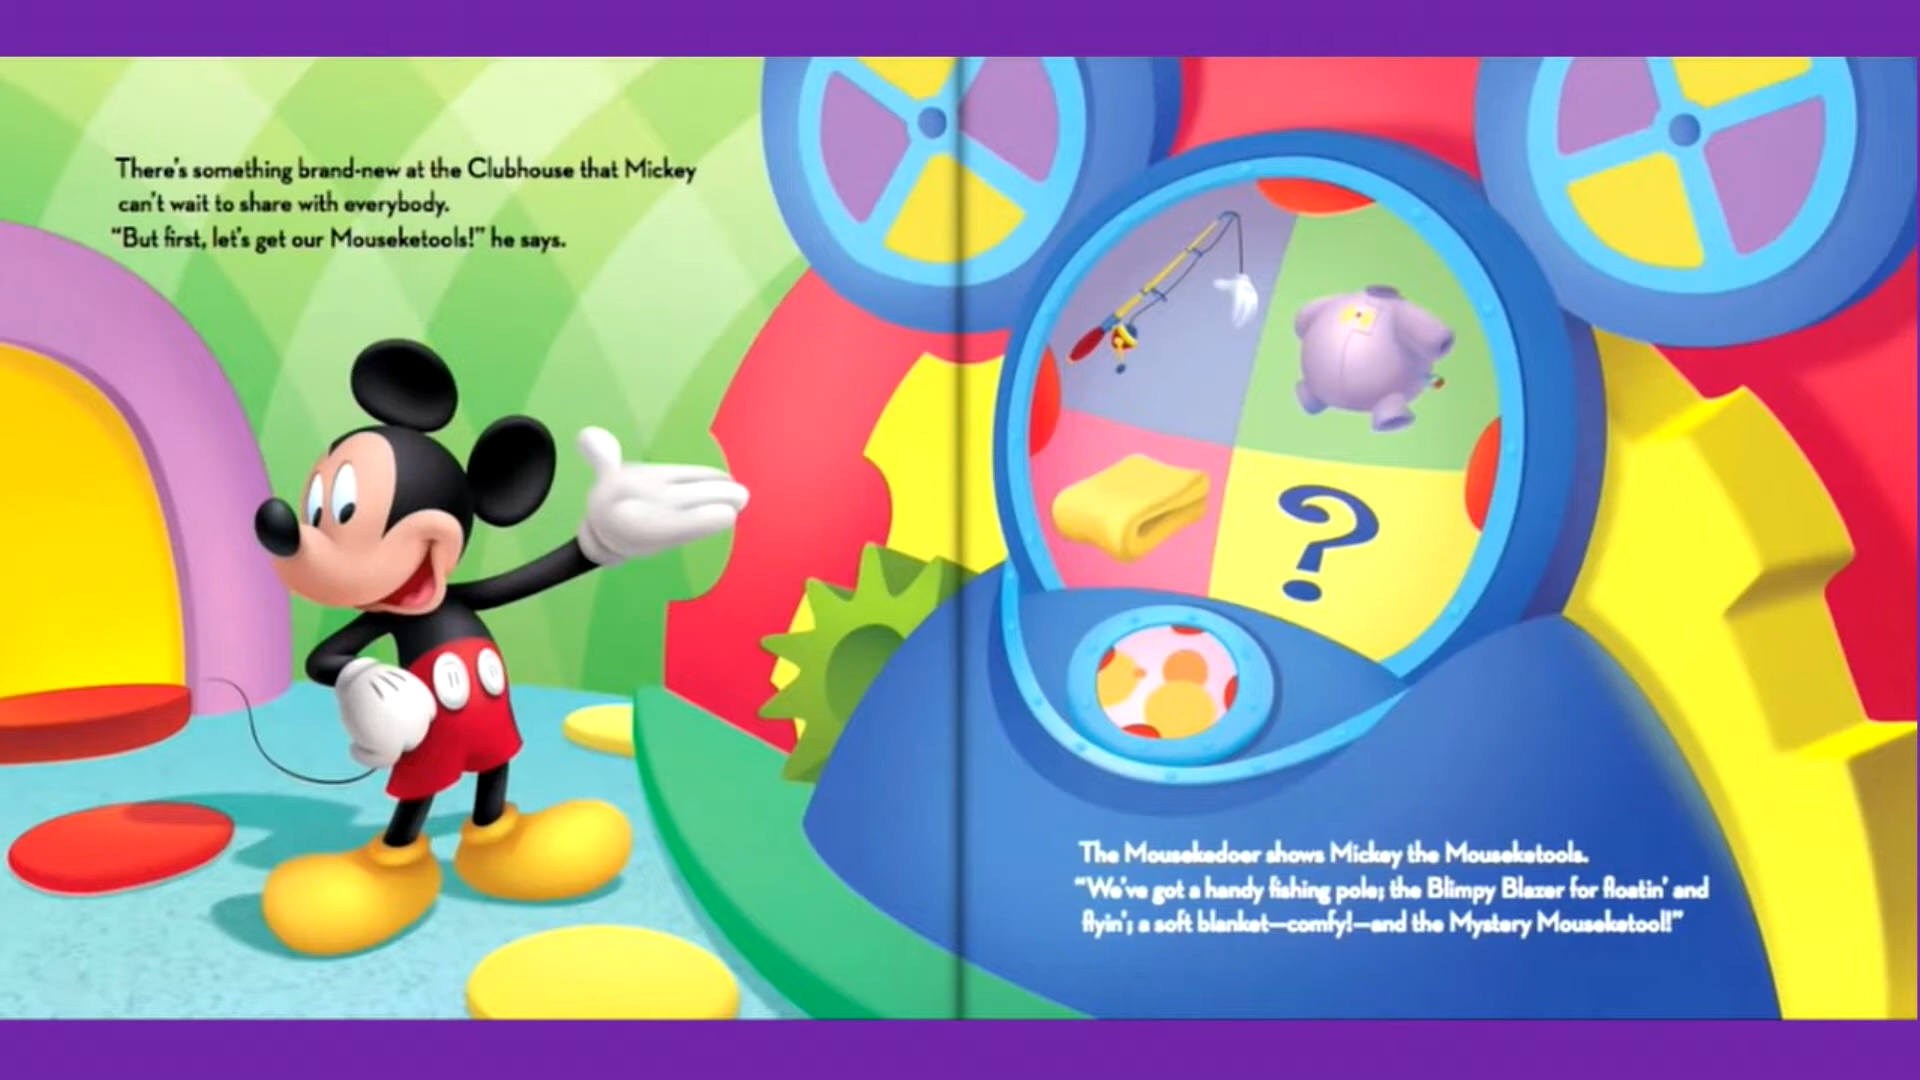 There's something brand-new at the Clubhouse that Mickey
can't wait to share with everybody.
“But first, let's get our Mouseketools!” he says.
?
The Mousekedoer shows Mickey the Mouseketools.
“We've got a handy fishing pole; the Blimpy Blazer for floatin' and
flyin'; a soft blanket—comfy!—and the Mystery Mouseketool!”